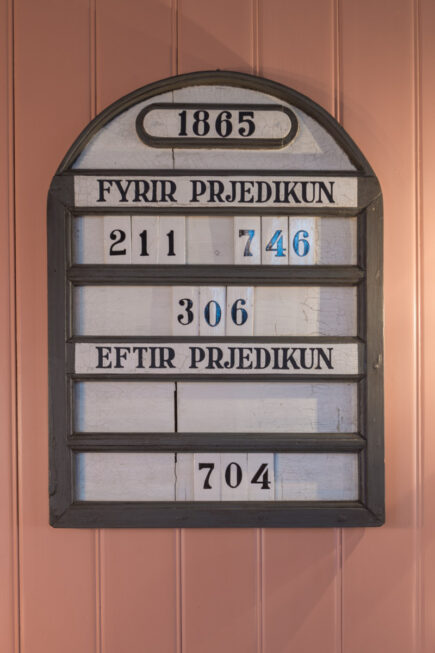 1865
FYRIR PRJEDIKUN
211 746
306
EFTIR PRJEDIKUN
704